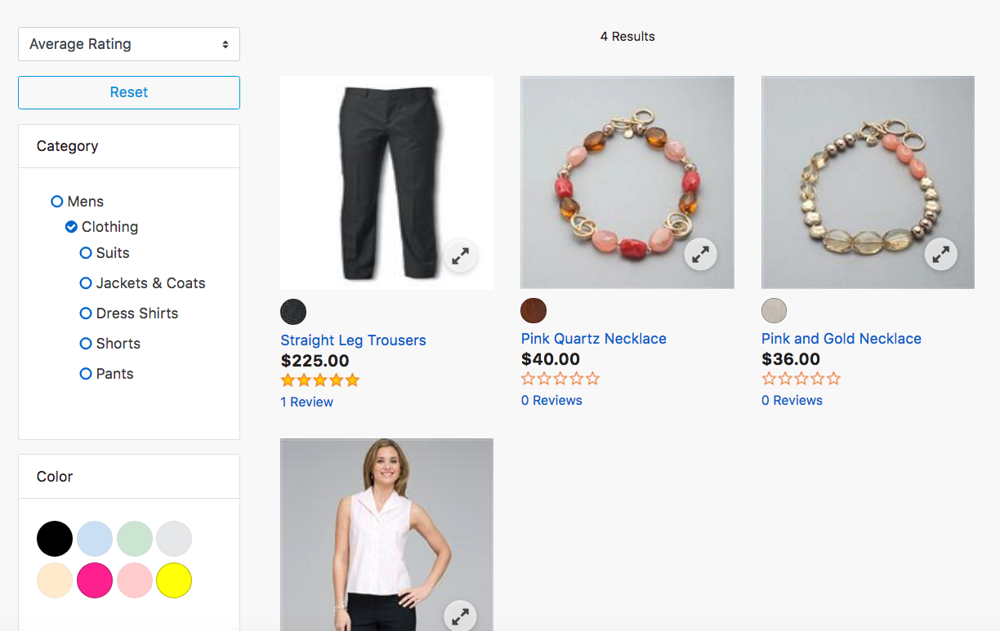 Average Rating
4 Results
Reset
Category
Mens
Clothing
Suits
Jackets & Coats
Dress Shirts
Shorts
Pants
Color
Straight Leg Trousers
$225.00
1 Review
Pink Quartz Necklace
$40.00
0 Reviews
Pink and Gold Necklace
$36.00
0 Reviews